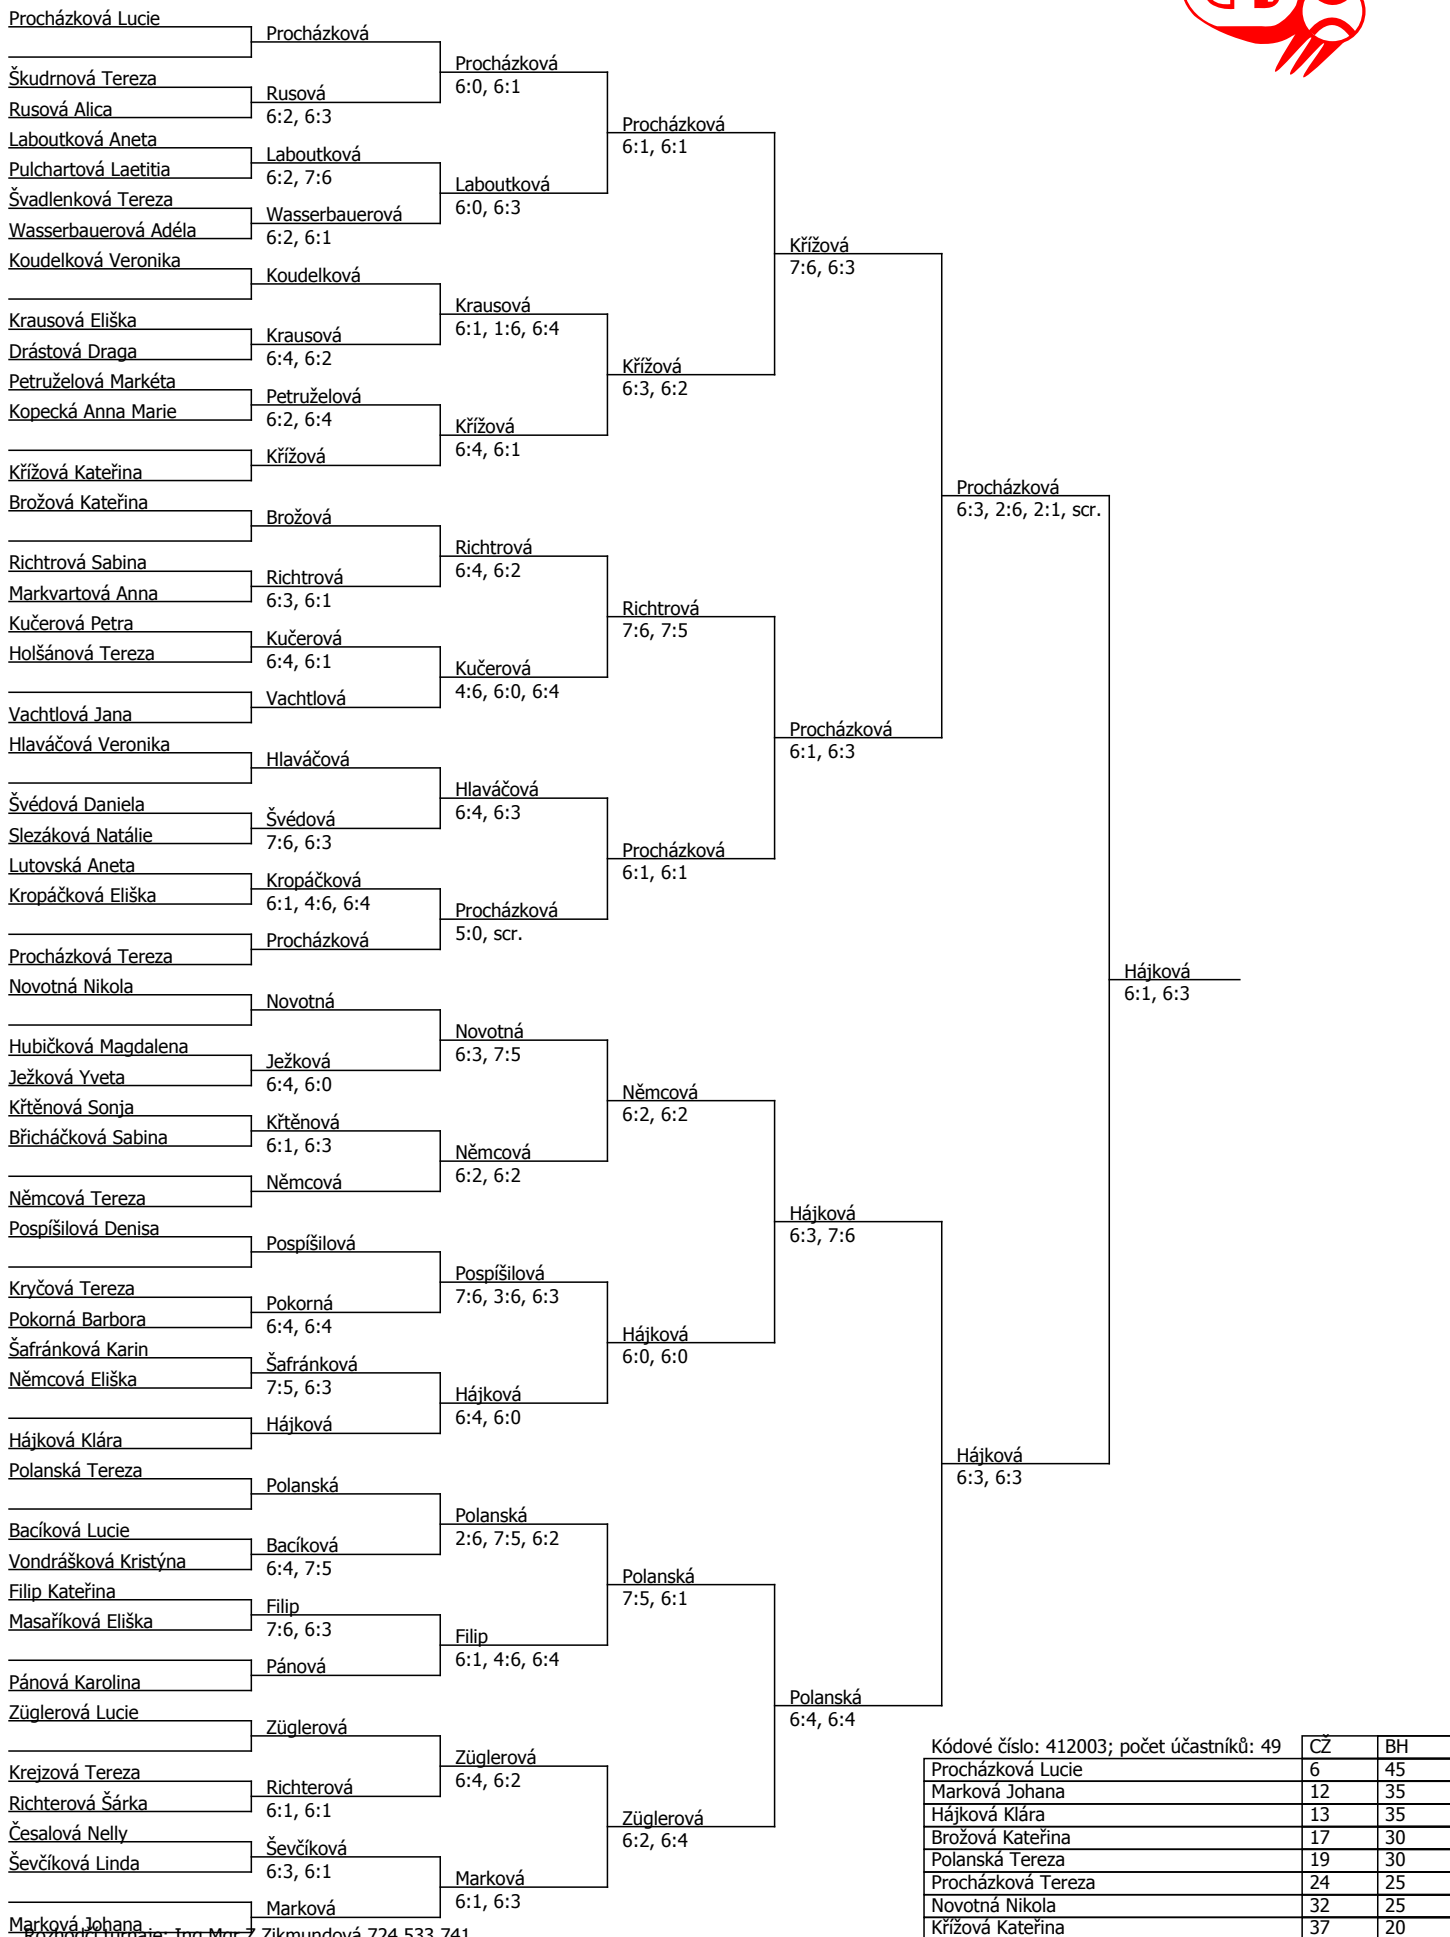 Procházková Lucie
Škudrnová Tereza
Rusová Alica
Laboutková Aneta
Pulchartová Laetitia
Švadlenková Tereza
Wasserbauerová Adéla
Koudelková Veronika
Krausová Eliška
Drástová Draga
Petruželová Markéta
Kopecká Anna Marie
Křížová Kateřina
Brožová Kateřina
Richtrová Sabina
Markvartová Anna
Kučerová Petra
Holšánová Tereza
Vachtlová Jana
Hlaváčová Veronika
Švédová Daniela
Slezáková Natálie
Lutovská Aneta
Kropáčková Eliška
Procházková Tereza
Novotná Nikola
Hubičková Magdalena
Ježková Yveta
Křtěnová Sonja
Břicháčková Sabina
Němcová Tereza
Pospíšilová Denisa
Kryčová Tereza
Pokorná Barbora
Šafránková Karin
Němcová Eliška
Hájková Klára
Polanská Tereza
Bacíková Lucie
Vondrášková Kristýna
Filip Kateřina
Masaříková Eliška
Pánová Karolina
Züglerová Lucie
Krejzová Tereza
Richterová Šárka
Česalová Nelly
Ševčíková Linda
Marková Johana
Procházková
Rusová
6:2, 6:3
Laboutková
6:2, 7:6
Wasserbauerová
6:2, 6:1
Koudelková
Krausová
6:4, 6:2
Petruželová
6:2, 6:4
Křížová
Brožová
Richtrová
6:3, 6:1
Kučerová
6:4, 6:1
Vachtlová
Hlaváčová
Švédová
7:6, 6:3
Kropáčková
6:1, 4:6, 6:4
Procházková
Novotná
Ježková
6:4, 6:0
Křtěnová
6:1, 6:3
Němcová
Pospíšilová
Pokorná
6:4, 6:4
Šafránková
7:5, 6:3
Hájková
Polanská
Bacíková
6:4, 7:5
Filip
7:6, 6:3
Pánová
Züglerová
Richterová
6:1, 6:1
Ševčíková
6:3, 6:1
Marková
Procházková
6:0, 6:1
Laboutková
6:0, 6:3
Krausová
6:1, 1:6, 6:4
Křížová
6:4, 6:1
Richtrová
6:4, 6:2
Kučerová
4:6, 6:0, 6:4
Hlaváčová
6:4, 6:3
Procházková
5:0, scr.
Novotná
6:3, 7:5
Němcová
6:2, 6:2
Pospíšilová
7:6, 3:6, 6:3
Hájková
6:4, 6:0
Polanská
2:6, 7:5, 6:2
Filip
6:1, 4:6, 6:4
Züglerová
6:4, 6:2
Marková
6:1, 6:3
Procházková
6:1, 6:1
Křížová
6:3, 6:2
Richtrová
7:6, 7:5
Procházková
6:1, 6:1
Němcová
6:2, 6:2
Hájková
6:0, 6:0
Polanská
7:5, 6:1
Züglerová
6:2, 6:4
Křížová
7:6, 6:3
Procházková
6:1, 6:3
Hájková
6:3, 7:6
Polanská
6:4, 6:4
Procházková
6:3, 2:6, 2:1, scr.
Hájková
6:3, 6:3
Hájková
6:1, 6:3
Kódové číslo: 412003; počet účastníků: 49 CŽ BH
Procházková Lucie 6 45
Marková Johana 12 35
Hájková Klára 13 35
Brožová Kateřina 17 30
Polanská Tereza 19 30
Procházková Tereza 24 25
Novotná Nikola 32 25
Křížová Kateřina 37 20
Rozhodčí turnaje: Ing.Mgr.Z.Zikmundová 724 533 741